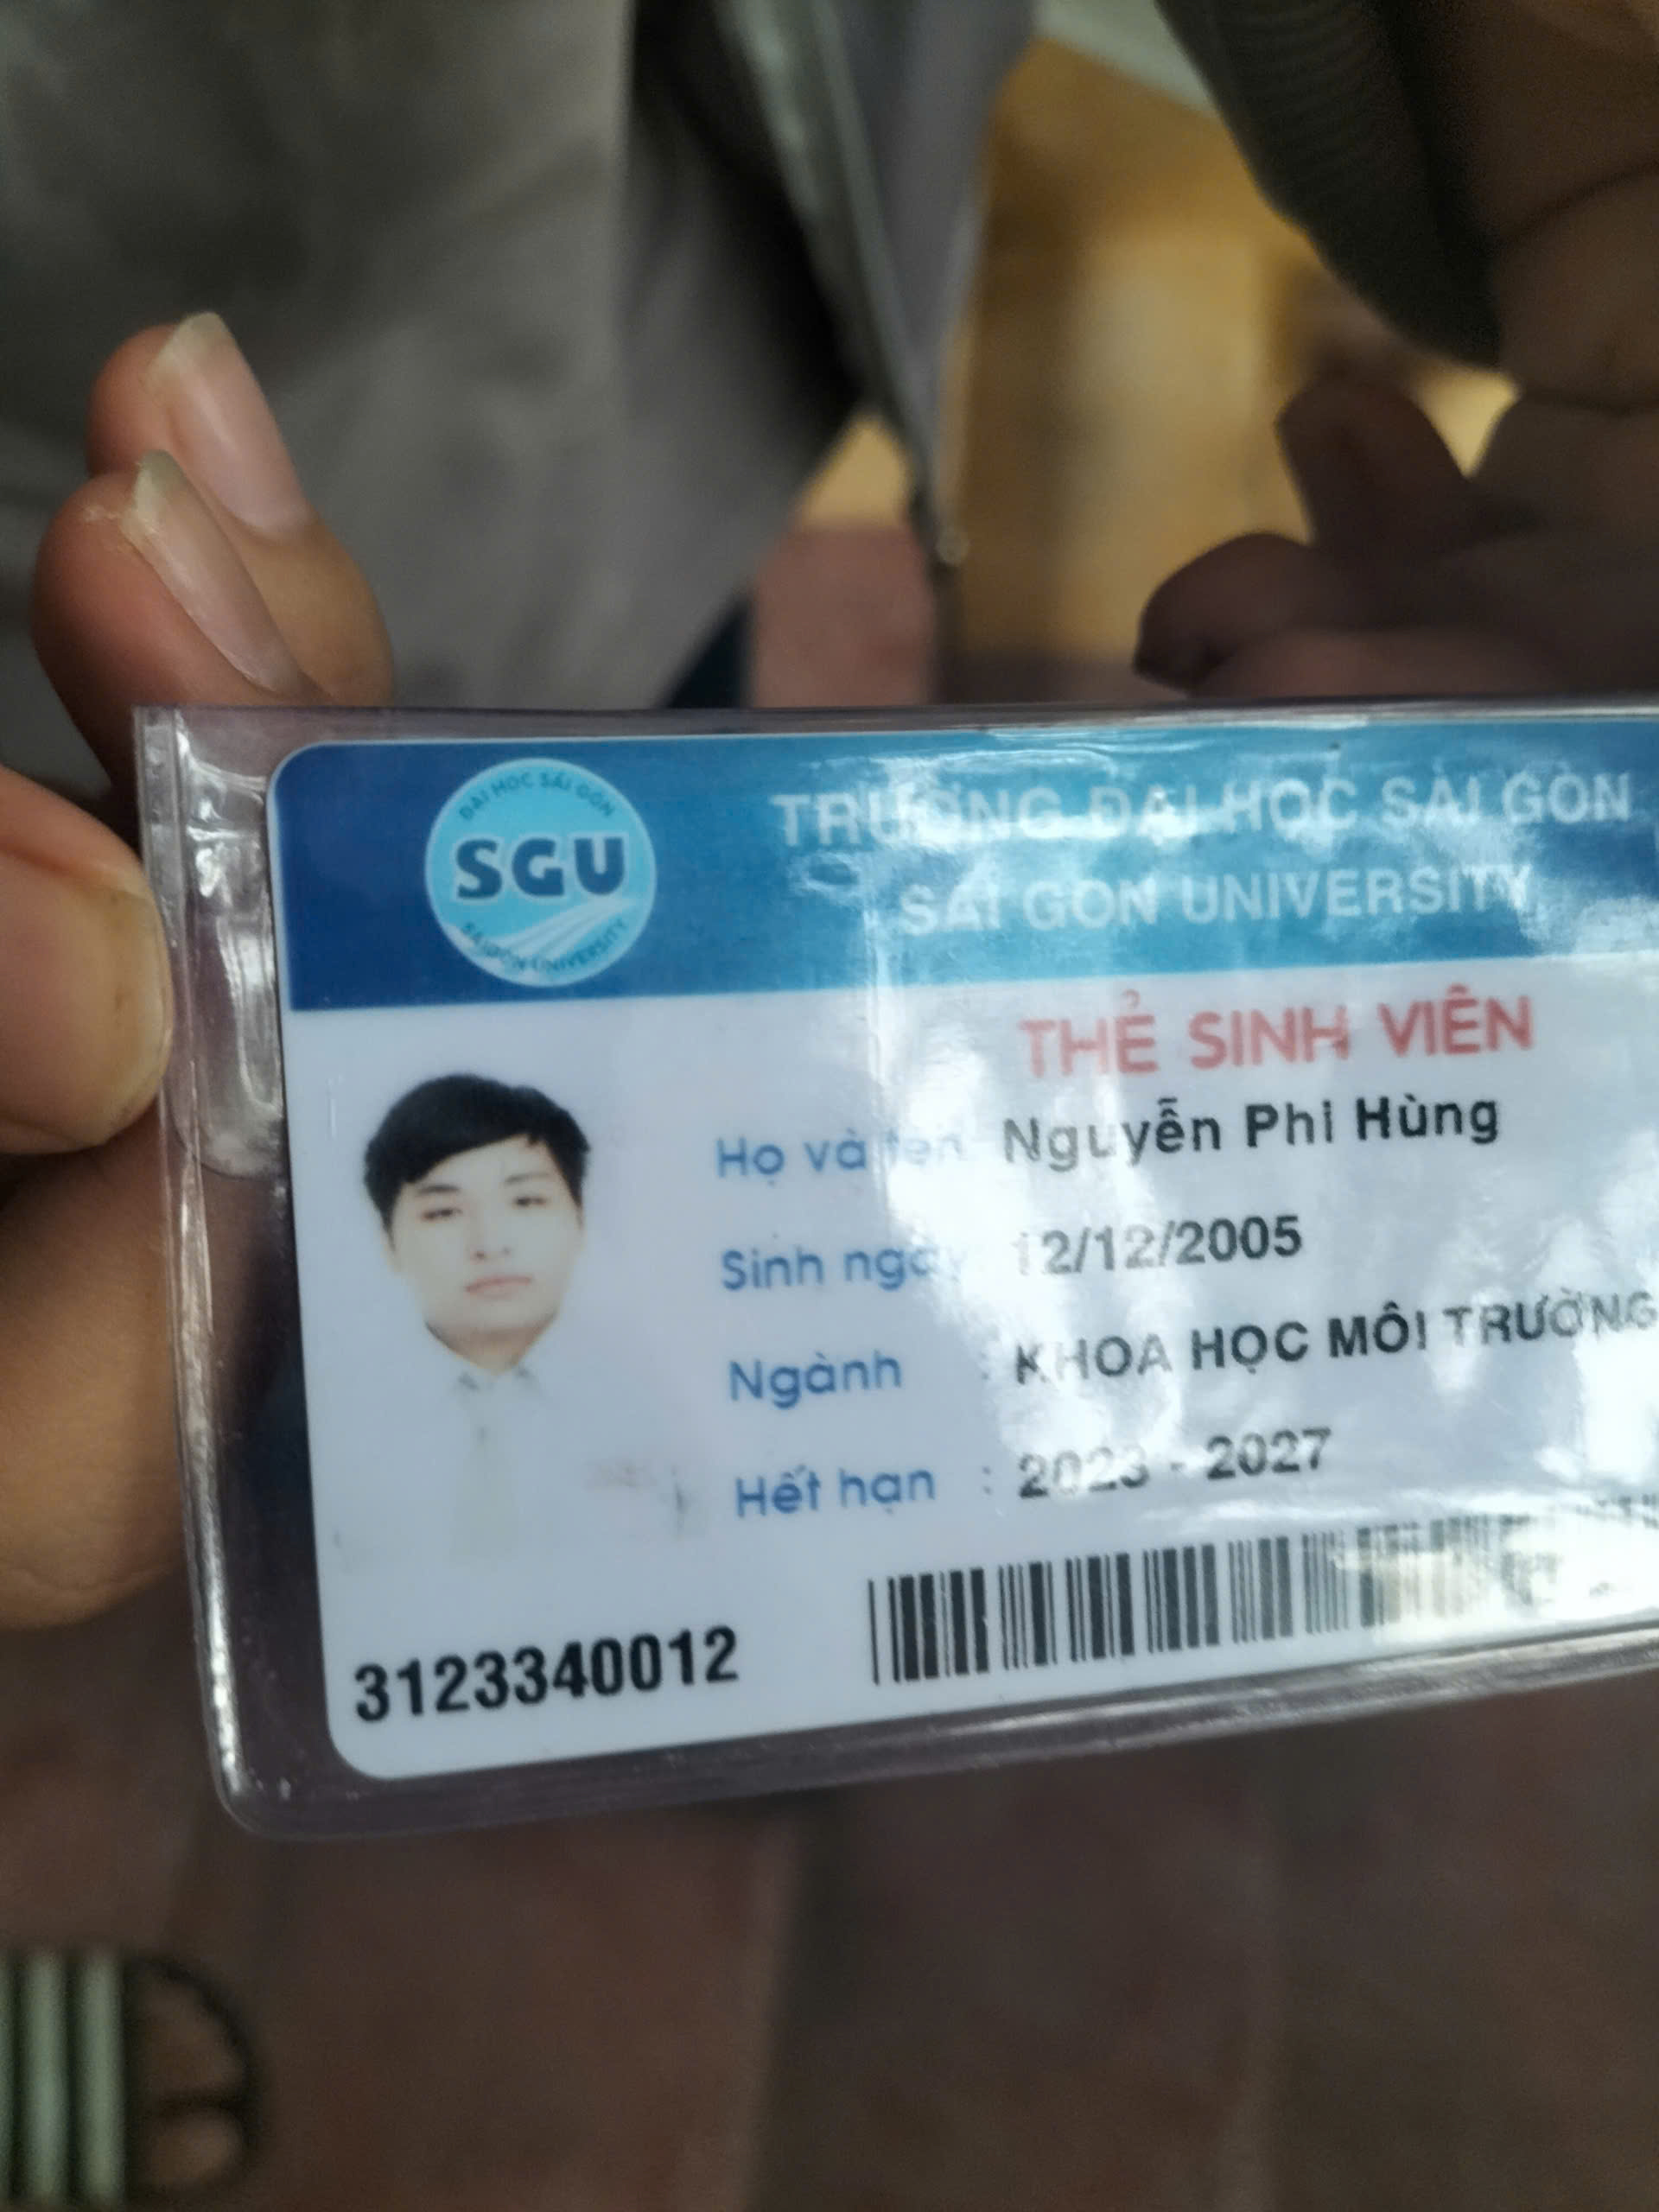 ĐẠI HỌC SÀI GÒN
SGU
SAIGON UNIVERSITY
TRƯỜNG ĐẠI HỌC SÀI GÒN
SAI GON UNIVERSITY
THẺ SINH VIÊN
Họ và tên Nguyễn Phi Hùng
Sinh ngày 12/12/2005
Ngành : KHOA HỌC MÔI TRƯỜNG
Hết hạn : 2023 - 2027
3123340012